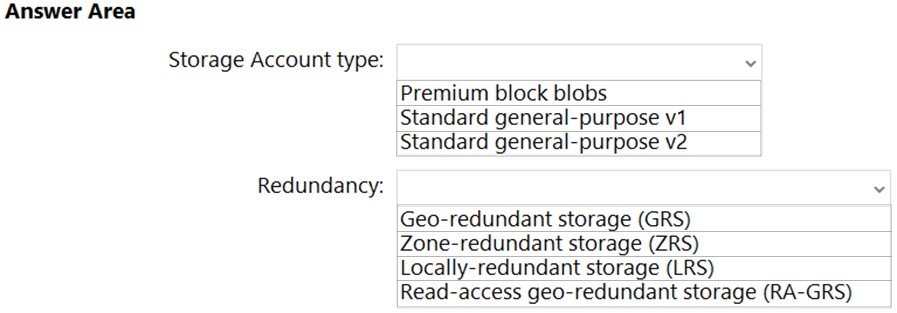 Answer Area
Storage Account type:
Premium block blobs
Standard general-purpose v1
Standard general-purpose v2
Redundancy:
Geo-redundant storage (GRS)
Zone-redundant storage (ZRS)
Locally-redundant storage (LRS)
Read-access geo-redundant storage (RA-GRS)